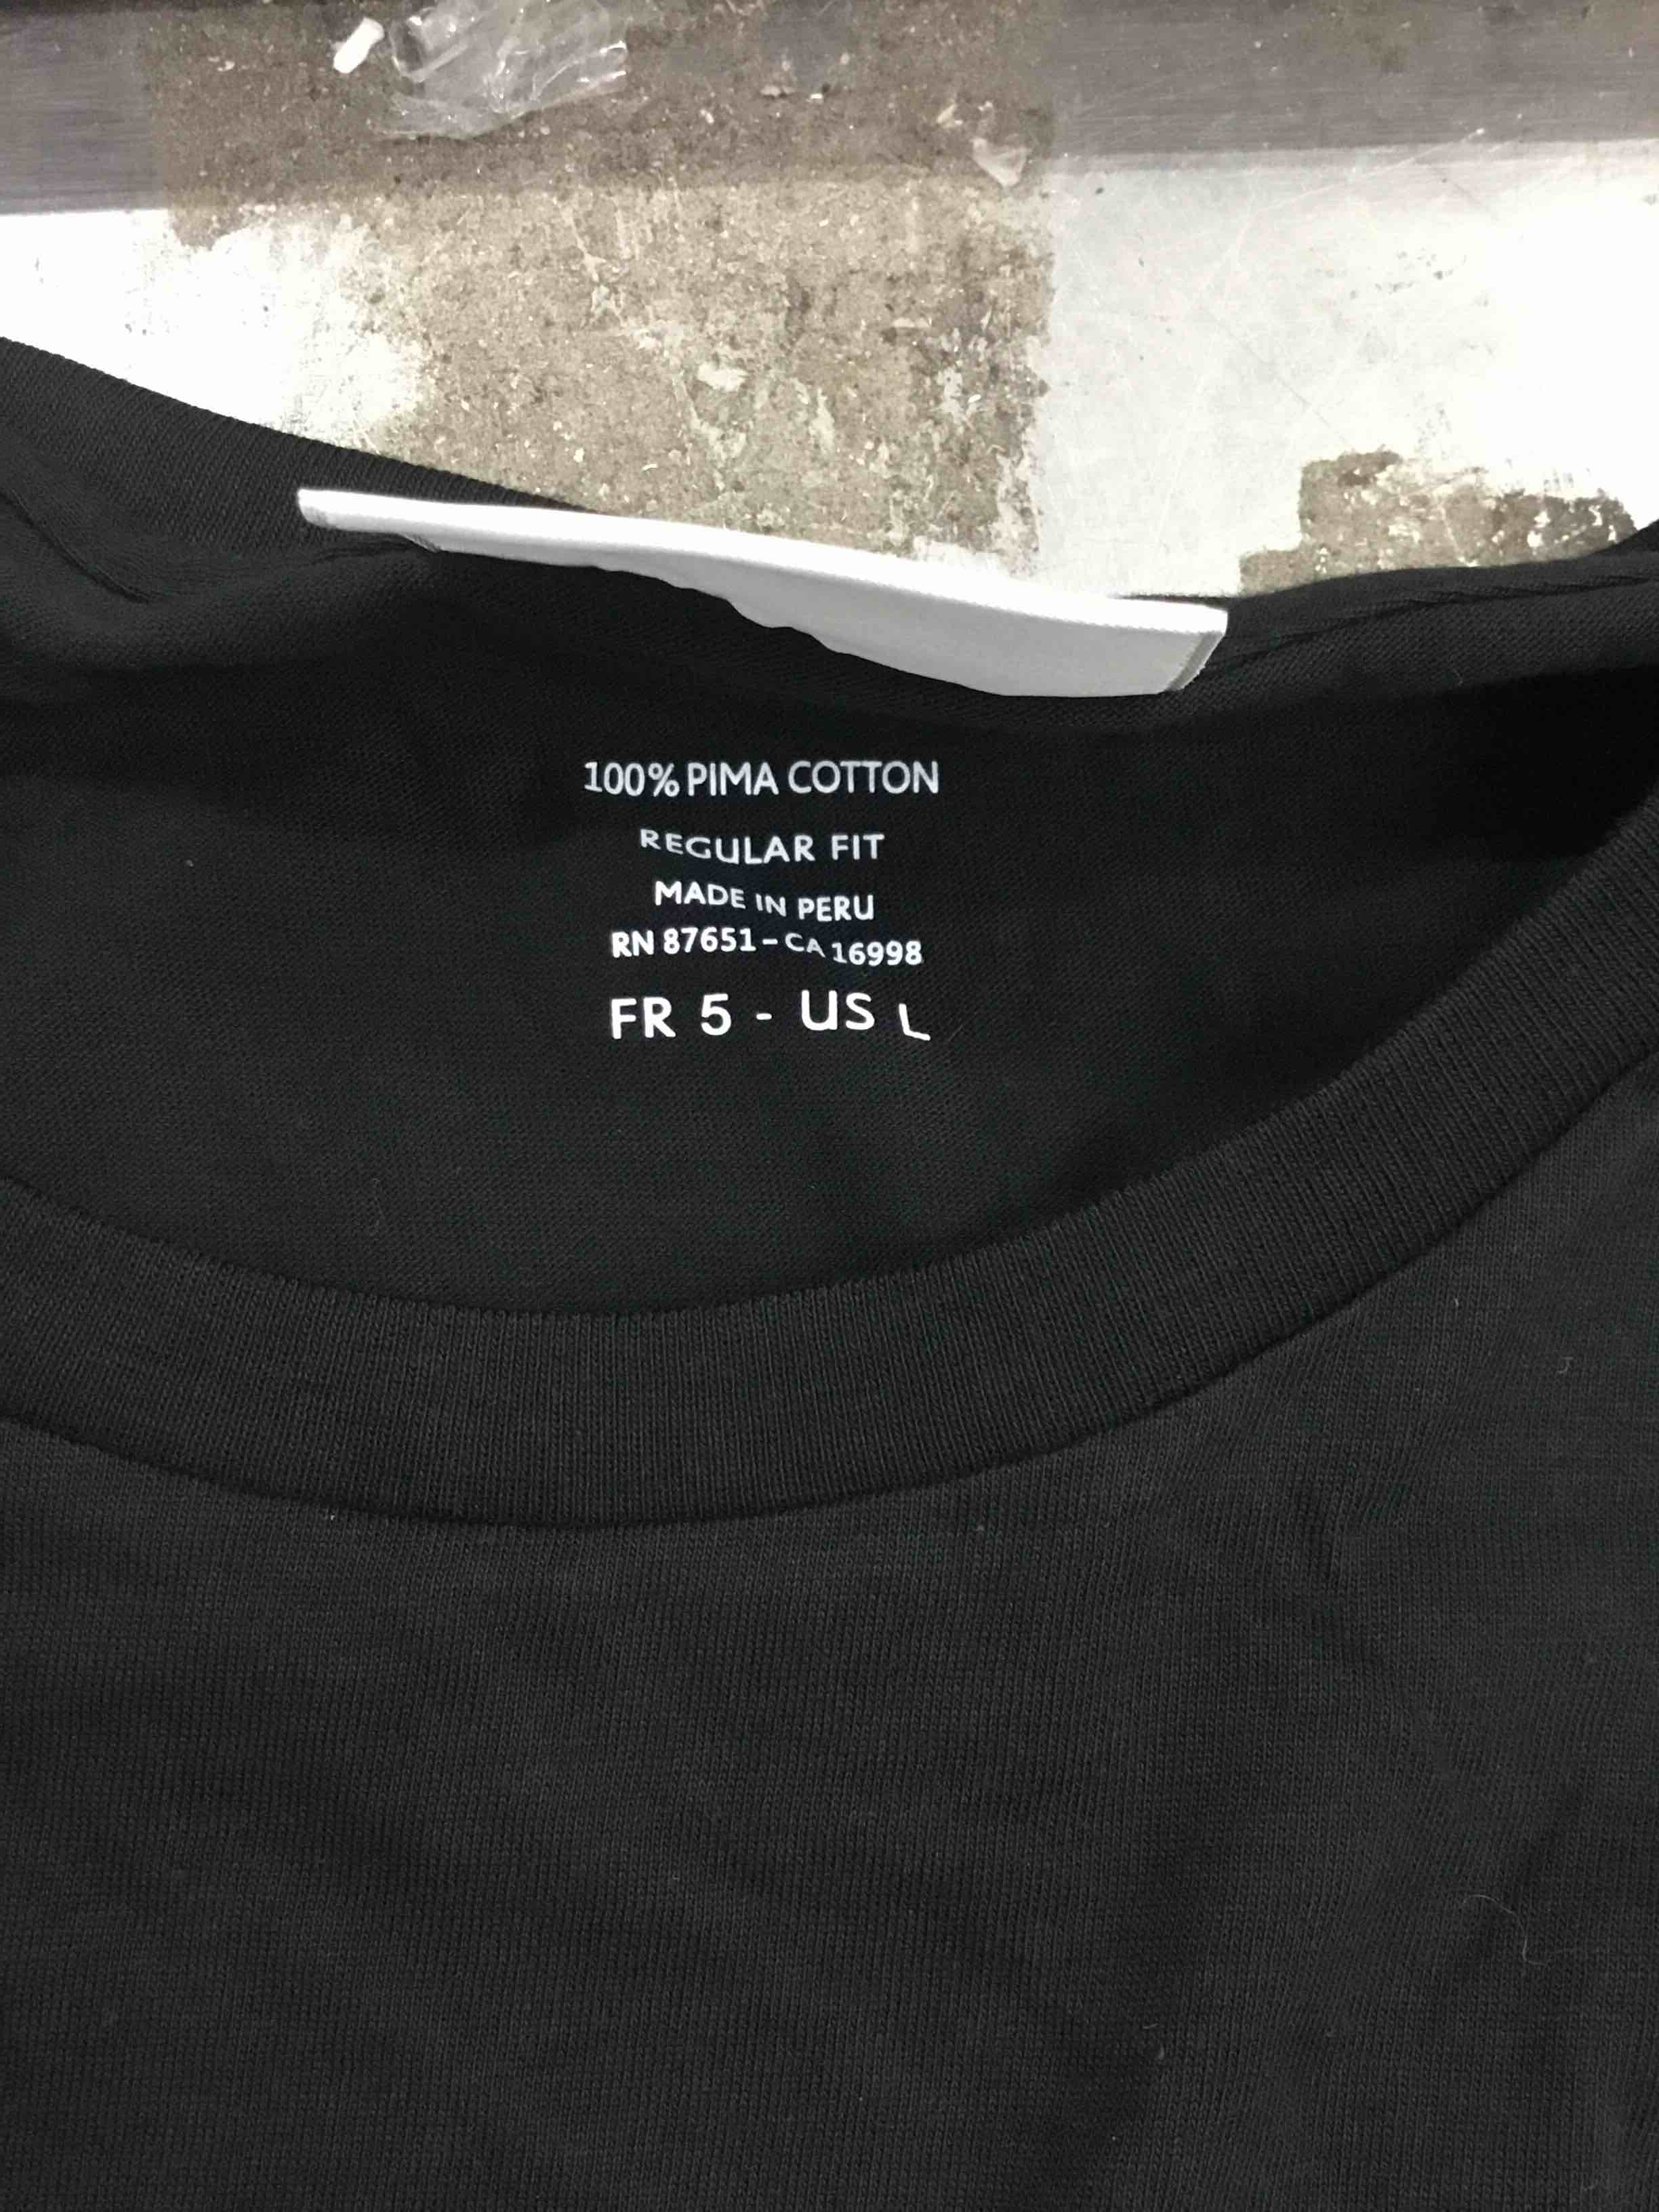 100% PIMA COTTON
REGULAR FIT
MADE IN PERU
RN 87651 - CA 16998
FR 5 - US L